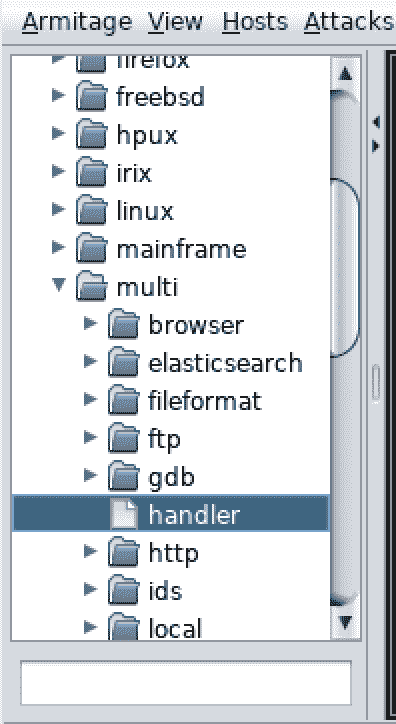 Armitage View Hosts Attacks
firefox
freebsd
hpux
irix
linux
mainframe
multi
browser
elasticsearch
fileformat
ftp
gdb
handler
http
ids
local